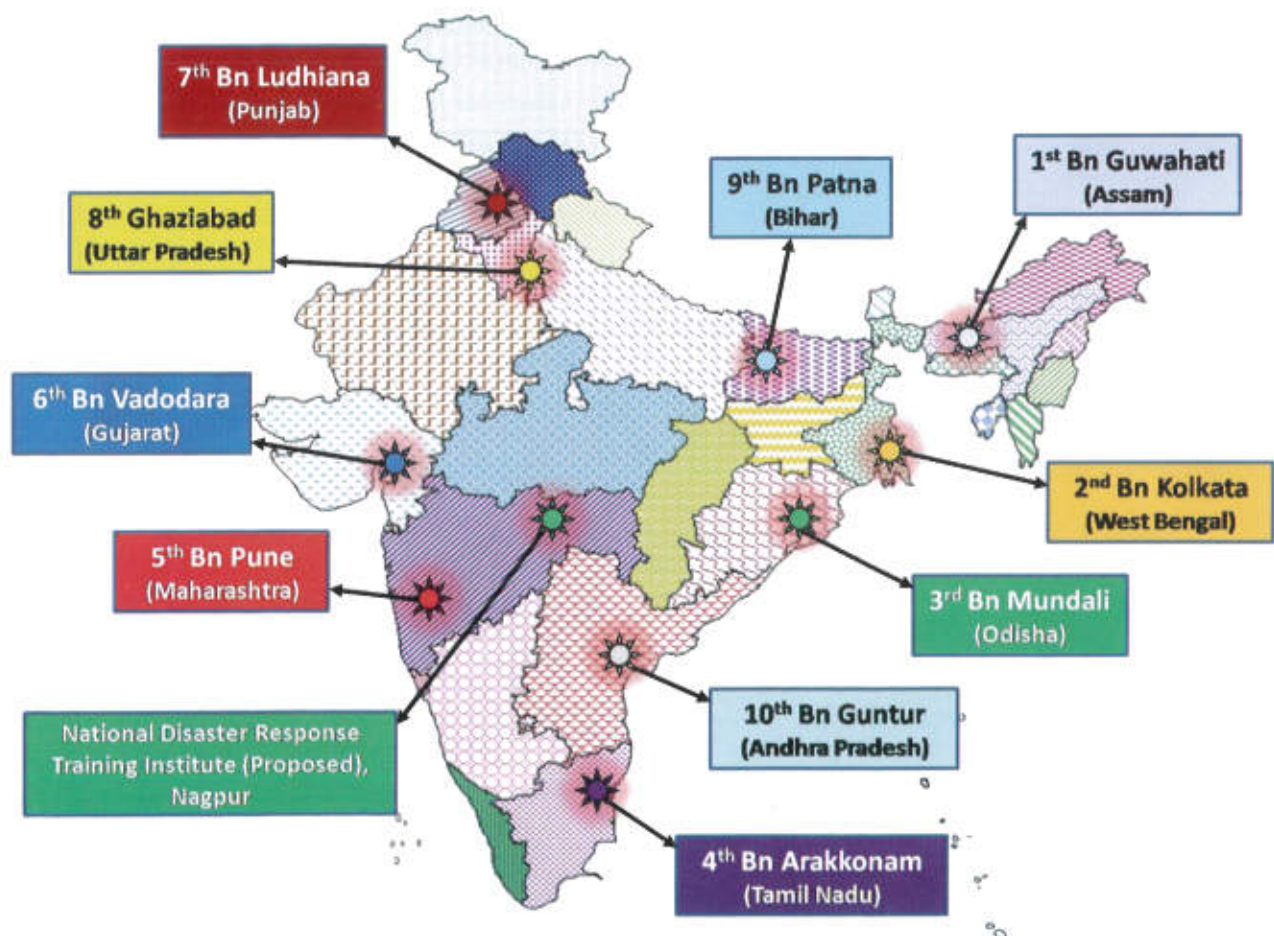 7th Bn Ludhiana
(Punjab)
8th Ghaziabad
(Uttar Pradesh)
9th Bn Patna
(Bihar)
1st Bn Guwahati
(Assam)
6th Bn Vadodara
(Gujarat)
2nd Bn Kolkata
(West Bengal)
5th Bn Pune
(Maharashtra)
3rd Bn Mundali
(Odisha)
National Disaster Response
Training Institute (Proposed),
Nagpur
10th Bn Guntur
(Andhra Pradesh)
4th Bn Arakkonam
(Tamil Nadu)